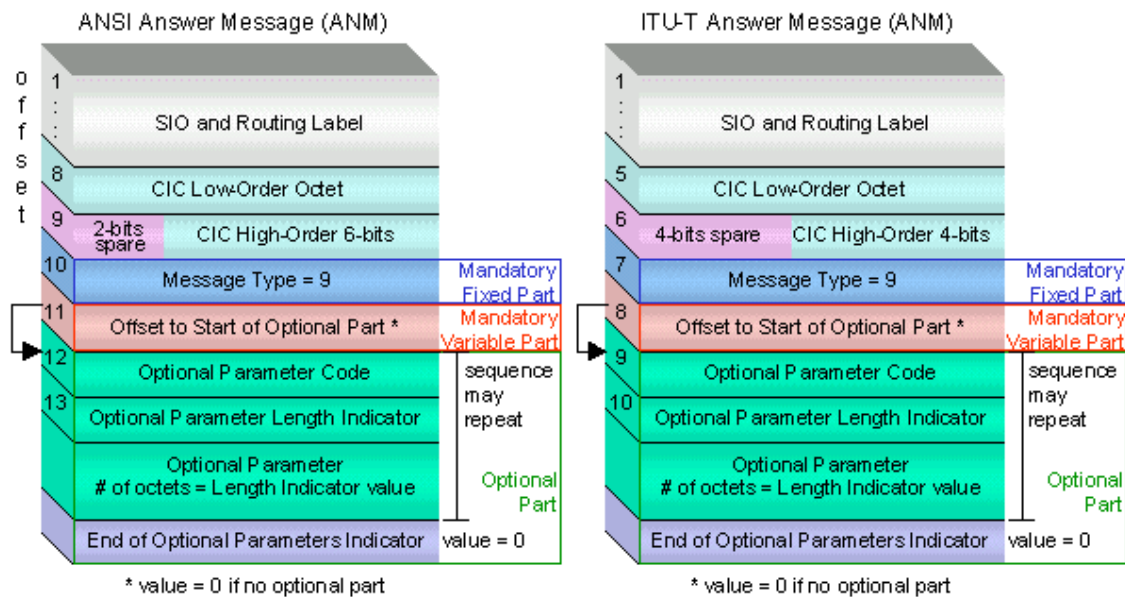 ANSI Answer Message (ANM)
offset
1
:
:
SIO and Routing Label
8
CIC Low-Order Octet
9
2-bits
spare
CIC High-Order 6-bits
10
Message Type = 9
Mandatory
Fixed Part
11
Offset to Start of Optional Part *
Mandatory
Variable Part
12
Optional Parameter Code
13
Optional Parameter Length Indicator
Optional Parameter
# of octets = Length Indicator value
sequence
may
repeat
Optional
Part
End of Optional Parameters Indicator
value = 0
* value = 0 if no optional part
ITU-T Answer Message (ANM)
1
:
:
SIO and Routing Label
5
CIC Low-Order Octet
6
4-bits spare
CIC High-Order 4-bits
7
Message Type = 9
Mandatory
Fixed Part
8
Offset to Start of Optional Part *
Mandatory
Variable Part
9
Optional Parameter Code
10
Optional Parameter Length Indicator
Optional Parameter
# of octets = Length Indicator value
sequence
may
repeat
Optional
Part
End of Optional Parameters Indicator
value = 0
* value = 0 if no optional part